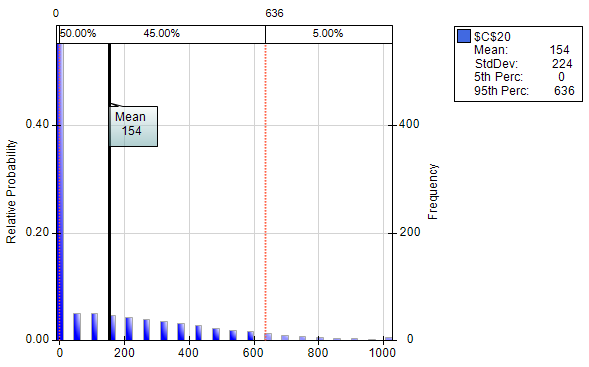 0 636
50.00% 45.00% 5.00%
$C$20
Mean: 154
StdDev: 224
5th Perc: 0
95th Perc: 636
Mean
154
0.40 400
0.20 200
0.00 0
Relative Probability
Frequency
0 200 400 600 800 1000